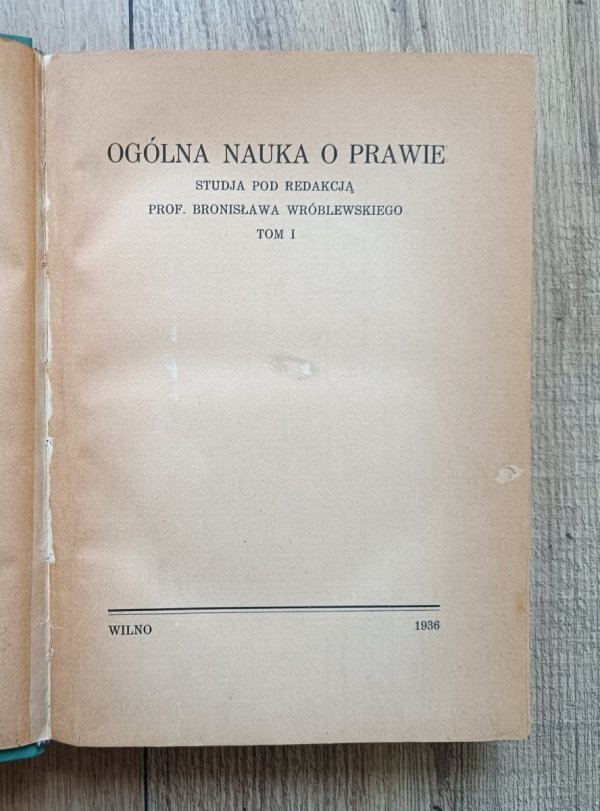 OGÓLNA NAUKA O PRAWIE
STUDJA POD REDAKCJĄ
PROF. BRONISŁAWA WRÓBLEWSKIEGO
TOM I
WILNO 1936